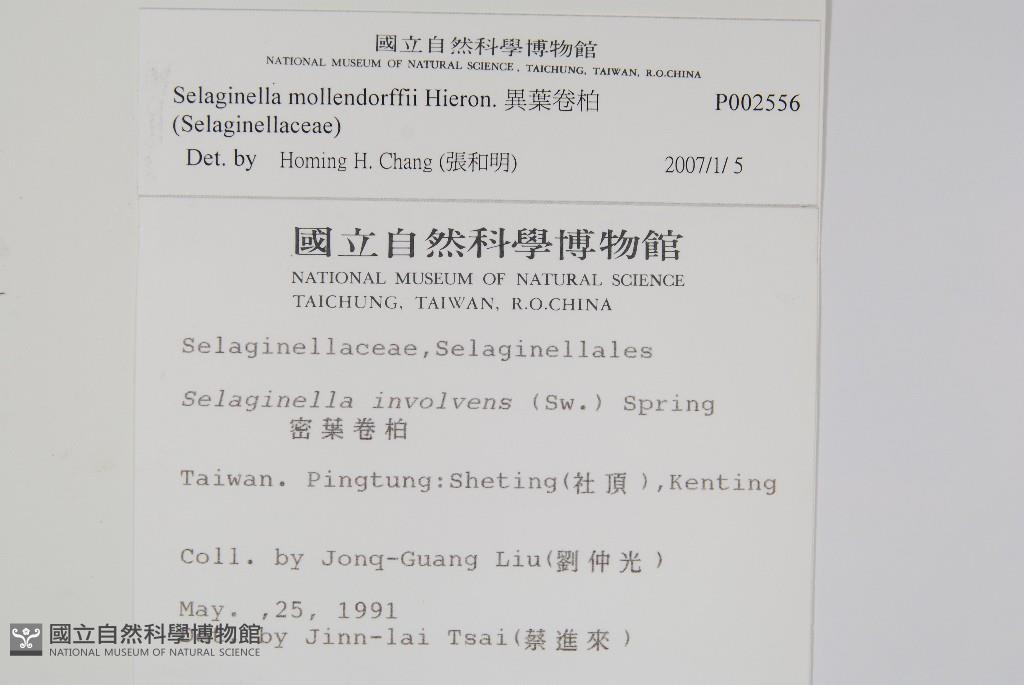 國立自然科學博物館
NATIONAL MUSEUM OF NATURAL SCIENCE, TAICHUNG, TAIWAN, R.O.CHINA
Selaginella mollendorffii Hieron. 異葉卷柏 P002556
(Selaginellaceae)
Det. by Homing H. Chang (張和明) 2007/1/ 5
國立自然科學博物館
NATIONAL MUSEUM OF NATURAL SCIENCE
TAICHUNG, TAIWAN, R.O.CHINA
Selaginellaceae,Selaginellales
Selaginella involvens (Sw.) Spring
密葉卷柏
Taiwan. Pingtung:Sheting(社頂),Kenting
Coll. by Jonq-Guang Liu(劉仲光)
May. ,25, 1991
by Jinn-lai Tsai(蔡進來)
國立自然科學博物館
NATIONAL MUSEUM OF NATURAL SCIENCE